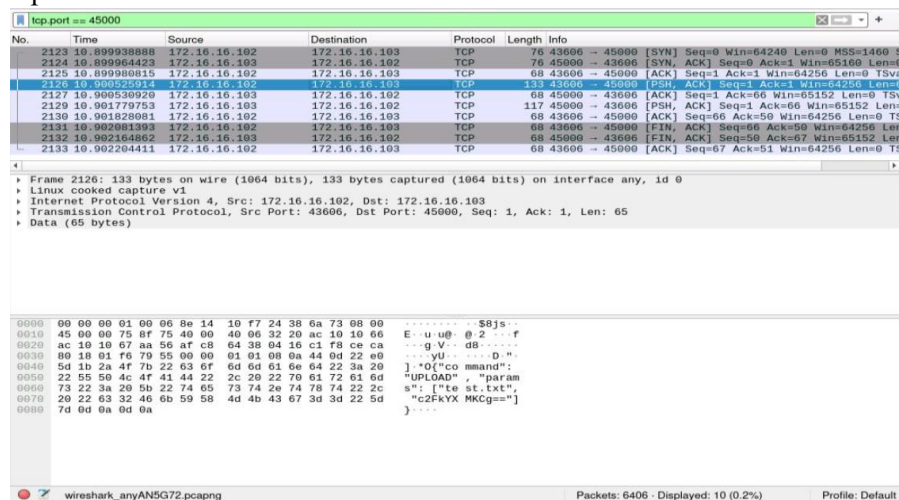 tcp.port == 45000
No. Time Source Destination Protocol Length Info
2123 10.899938888 172.16.16.102 172.16.16.103 TCP 76 43606 → 45000 [SYN] Seq=0 Win=64240 Len=0 MSS=1460
2124 10.899964423 172.16.16.103 172.16.16.102 TCP 76 45000 → 43606 [SYN, ACK] Seq=0 Ack=1 Win=65160 Len=
2125 10.899980815 172.16.16.102 172.16.16.103 TCP 68 43606 → 45000 [ACK] Seq=1 Ack=1 Win=64256 Len=0 TSva
2126 10.900525914 172.16.16.102 172.16.16.103 TCP 133 43606 → 45000 [PSH, ACK] Seq=1 Ack=1 Win=64256 Len=6
2127 10.900530920 172.16.16.103 172.16.16.102 TCP 68 45000 → 43606 [ACK] Seq=1 Ack=66 Win=65152 Len=0 TS
2129 10.901779753 172.16.16.103 172.16.16.102 TCP 117 45000 → 43606 [PSH, ACK] Seq=1 Ack=66 Win=65152 Len=
2130 10.901828081 172.16.16.102 172.16.16.103 TCP 68 43606 → 45000 [ACK] Seq=66 Ack=50 Win=64256 Len=0 TS
2131 10.902081393 172.16.16.102 172.16.16.103 TCP 68 43606 → 45000 [FIN, ACK] Seq=66 Ack=50 Win=64256 Le
2132 10.902164862 172.16.16.103 172.16.16.102 TCP 68 45000 → 43606 [FIN, ACK] Seq=50 Ack=67 Win=65152 Le
2133 10.902204411 172.16.16.102 172.16.16.103 TCP 68 43606 → 45000 [ACK] Seq=67 Ack=51 Win=64256 Len=0 TS
Frame 2126: 133 bytes on wire (1064 bits), 133 bytes captured (1064 bits) on interface any, id 0
Linux cooked capture v1
Internet Protocol Version 4, Src: 172.16.16.102, Dst: 172.16.16.103
Transmission Control Protocol, Src Port: 43606, Dst Port: 45000, Seq: 1, Ack: 1, Len: 65
Data (65 bytes)
0000 00 00 00 01 00 06 8e 14 10 f7 24 38 6a 73 08 00 ········ ··$8js··
0010 45 00 00 75 8f 75 40 00 40 06 32 20 ac 10 10 66 E··u·u@· @·2 ···f
0020 ac 10 10 67 aa 56 af c8 64 38 04 16 c1 f8 ce ca ···g·V·· d8······
0030 80 18 01 f6 79 55 00 00 01 01 08 0a 44 0d 22 e0 ····yU·· ····D·"·
0040 5d 1b 2a 4f 7b 22 63 6f 6d 6d 61 6e 64 22 3a 20 ]·*O{"co mmand":
0050 22 55 50 4c 4f 41 44 22 2c 20 22 70 61 72 61 6d "UPLOAD" , "param
0060 73 22 3a 20 5b 22 74 65 73 74 2e 74 78 74 22 2c s": ["te st.txt",
0070 20 22 63 32 46 6b 59 58 4d 4b 43 67 3d 3d 22 5d "c2FkYX MKCg=="]
0080 7d 0d 0a 0d 0a }····
wireshark_anyAN5G72.pcapng Packets: 6406 · Displayed: 10 (0.2%) Profile: Default